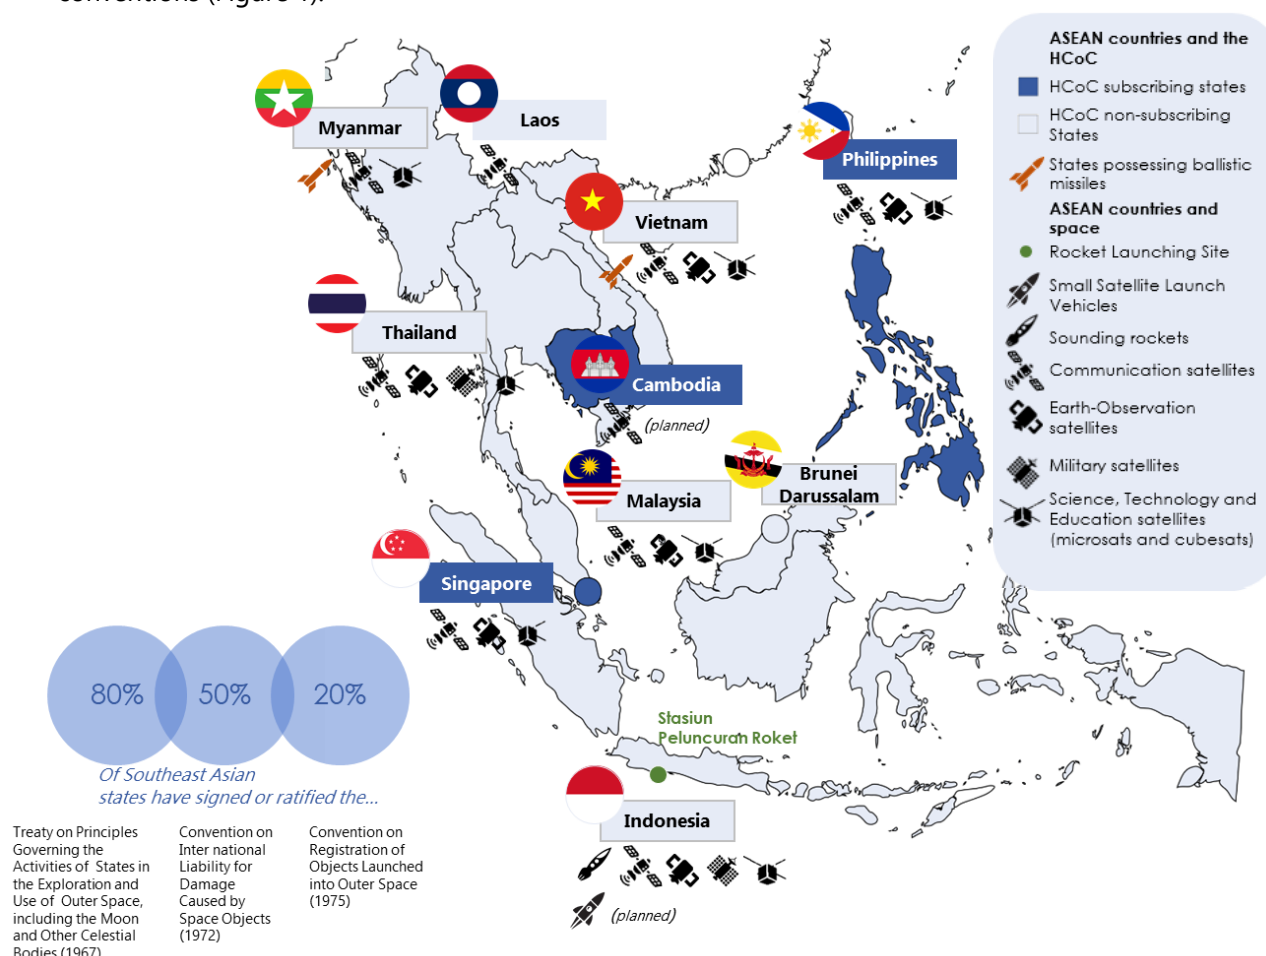 conventions (Figure 4).
ASEAN countries and the
HCoC
HCoC subscribing states
HCoC non-subscribing
States
States possessing ballistic
missiles
ASEAN countries and
space
Rocket Launching Site
Small Satellite Launch
Vehicles
Sounding rockets
Communication satellites
Earth-Observation
satellites
Military satellites
Science, Technology and
Education satellites
(microsats and cubesats)
Myanmar
Laos
Philippines
Vietnam
Thailand
Cambodia
(planned)
Brunei
Darussalam
Malaysia
Singapore
Stasiun
Peluncuran Roket
Indonesia
(planned)
80%
50%
20%
Of Southeast Asian
states have signed or ratified the...
Treaty on Principles
Governing the
Activities of States in
the Exploration and
Use of Outer Space,
including the Moon
and Other Celestial
Bodies (1967)
Convention on
Inter national
Liability for
Damage
Caused by
Space Objects
(1972)
Convention on
Registration of
Objects Launched
into Outer Space
(1975)